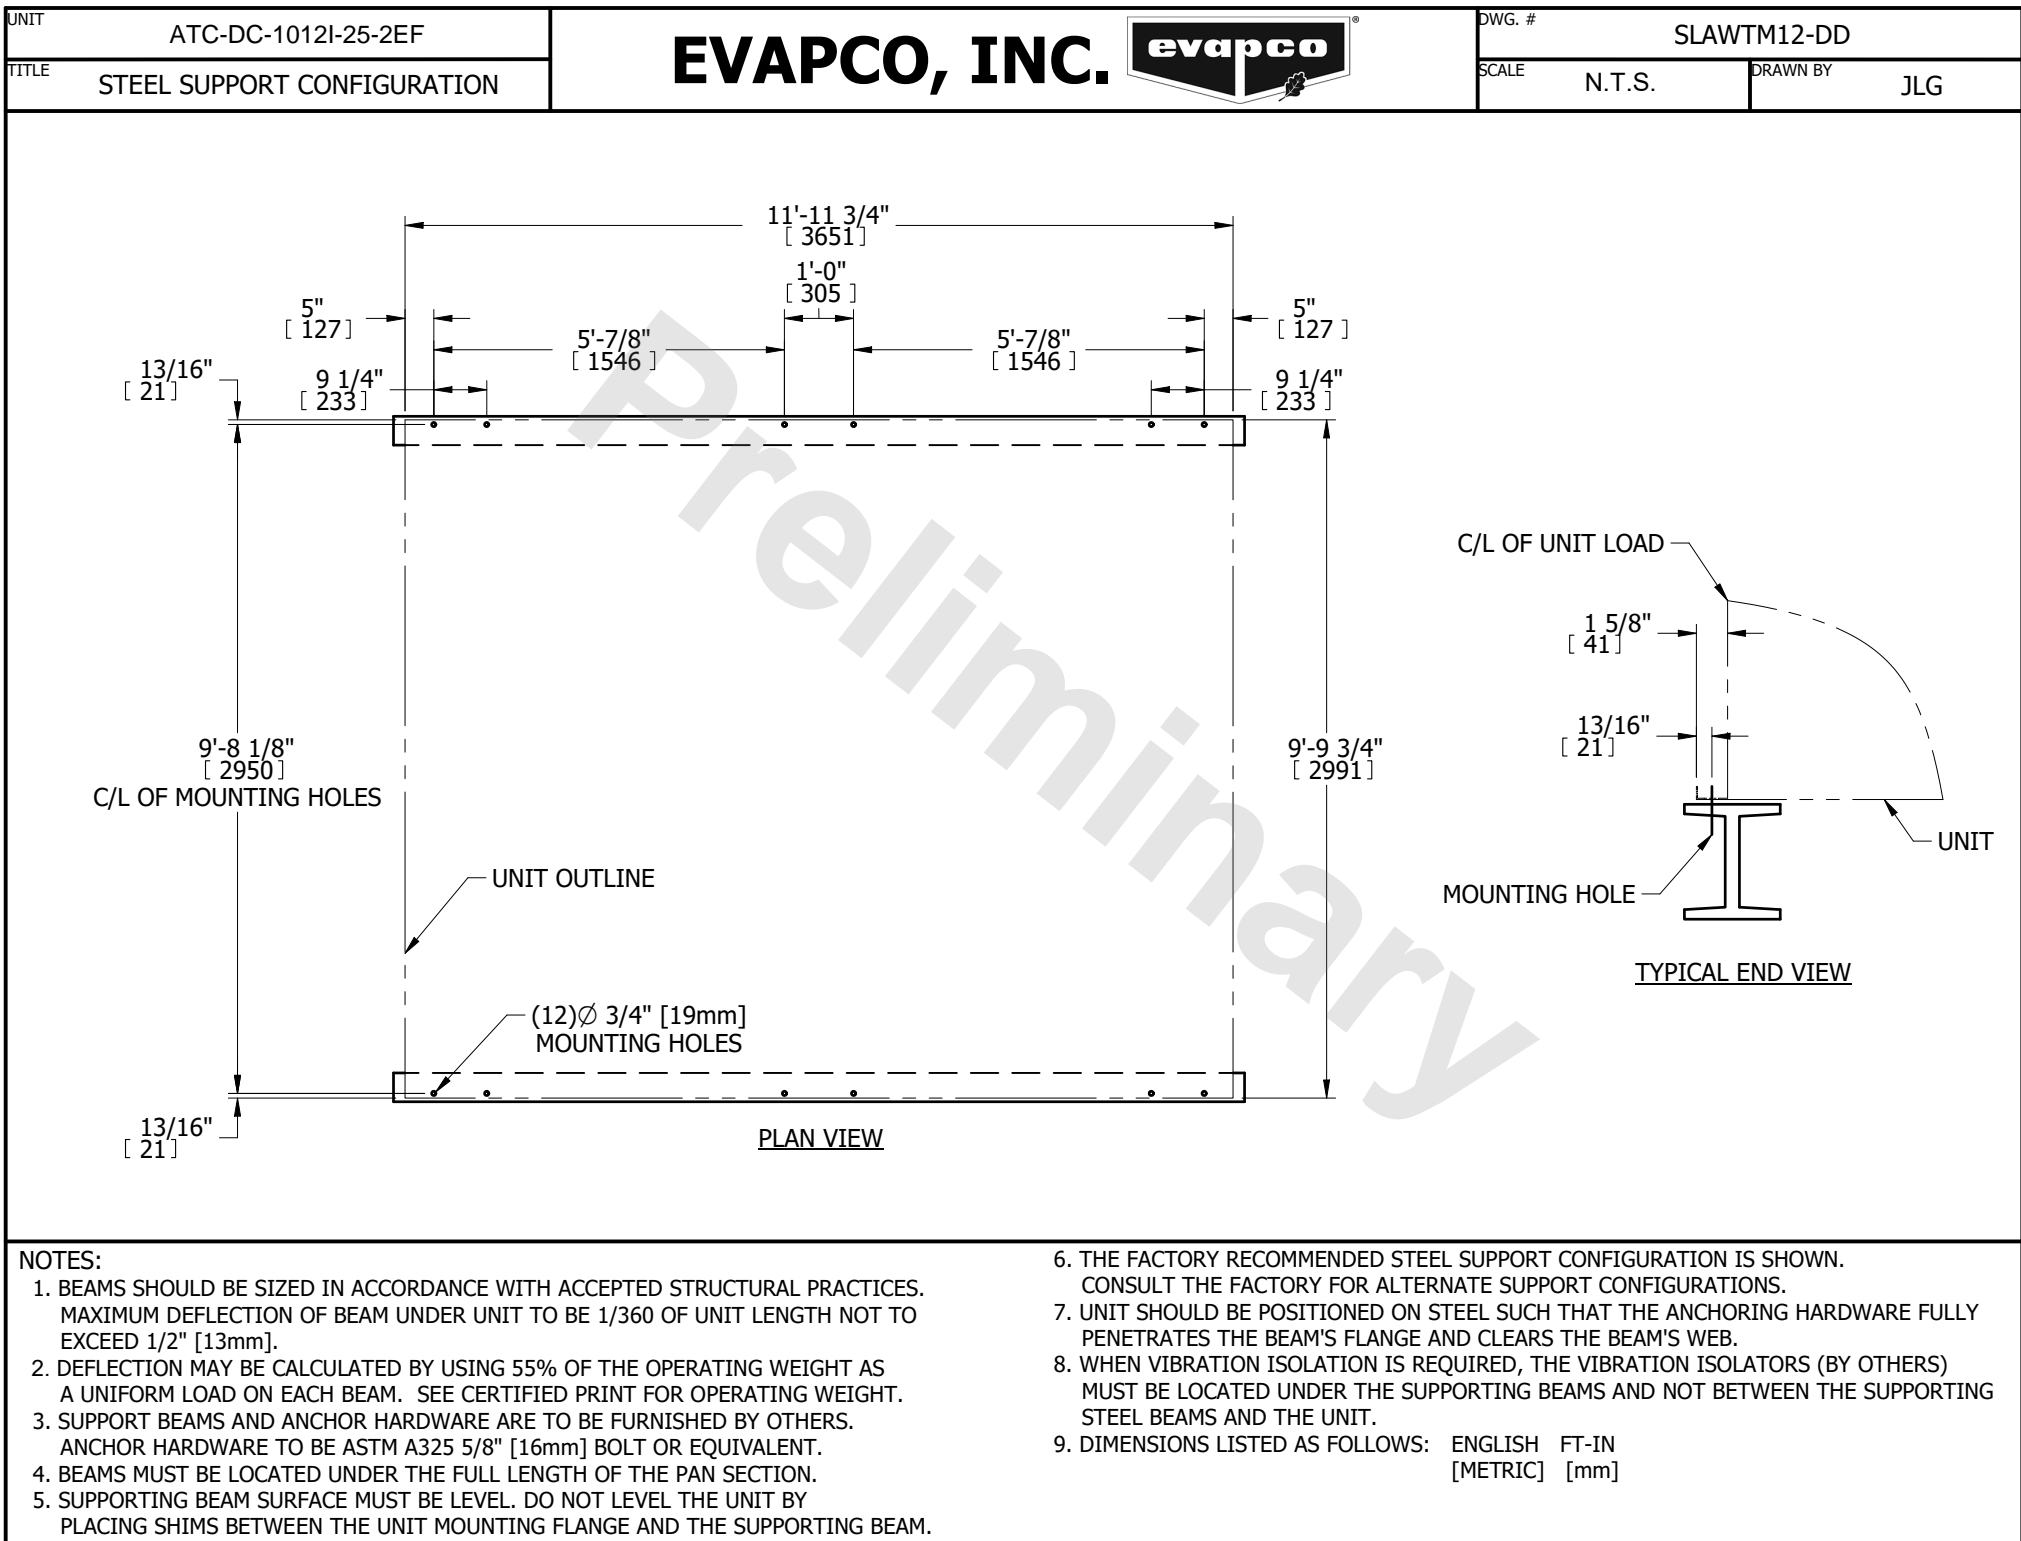 UNIT
ATC-DC-1012I-25-2EF
TITLE
STEEL SUPPORT CONFIGURATION
EVAPCO, INC.
evapco®
DWG. #
SLAWTM12-DD
SCALE
N.T.S.
DRAWN BY
JLG
11'-11 3/4"
[ 3651 ]
1'-0"
[ 305 ]
5"
[ 127 ]
5"
[ 127 ]
5'-7/8"
[ 1546 ]
5'-7/8"
[ 1546 ]
13/16"
[ 21 ]
9 1/4"
[ 233 ]
9 1/4"
[ 233 ]
Preliminary
C/L OF UNIT LOAD
1 5/8"
[ 41 ]
13/16"
[ 21 ]
9'-8 1/8"
[ 2950 ]
C/L OF MOUNTING HOLES
9'-9 3/4"
[ 2991 ]
UNIT
UNIT OUTLINE
MOUNTING HOLE
TYPICAL END VIEW
(12)∅ 3/4" [19mm]
MOUNTING HOLES
13/16"
[ 21 ]
PLAN VIEW
NOTES:
1. BEAMS SHOULD BE SIZED IN ACCORDANCE WITH ACCEPTED STRUCTURAL PRACTICES.
MAXIMUM DEFLECTION OF BEAM UNDER UNIT TO BE 1/360 OF UNIT LENGTH NOT TO
EXCEED 1/2" [13mm].
2. DEFLECTION MAY BE CALCULATED BY USING 55% OF THE OPERATING WEIGHT AS
A UNIFORM LOAD ON EACH BEAM.  SEE CERTIFIED PRINT FOR OPERATING WEIGHT.
3. SUPPORT BEAMS AND ANCHOR HARDWARE ARE TO BE FURNISHED BY OTHERS.
ANCHOR HARDWARE TO BE ASTM A325 5/8" [16mm] BOLT OR EQUIVALENT.
4. BEAMS MUST BE LOCATED UNDER THE FULL LENGTH OF THE PAN SECTION.
5. SUPPORTING BEAM SURFACE MUST BE LEVEL. DO NOT LEVEL THE UNIT BY
PLACING SHIMS BETWEEN THE UNIT MOUNTING FLANGE AND THE SUPPORTING BEAM.
6. THE FACTORY RECOMMENDED STEEL SUPPORT CONFIGURATION IS SHOWN.
CONSULT THE FACTORY FOR ALTERNATE SUPPORT CONFIGURATIONS.
7. UNIT SHOULD BE POSITIONED ON STEEL SUCH THAT THE ANCHORING HARDWARE FULLY
PENETRATES THE BEAM'S FLANGE AND CLEARS THE BEAM'S WEB.
8. WHEN VIBRATION ISOLATION IS REQUIRED, THE VIBRATION ISOLATORS (BY OTHERS)
MUST BE LOCATED UNDER THE SUPPORTING BEAMS AND NOT BETWEEN THE SUPPORTING
STEEL BEAMS AND THE UNIT.
9. DIMENSIONS LISTED AS FOLLOWS:   ENGLISH   FT-IN
[METRIC]   [mm]